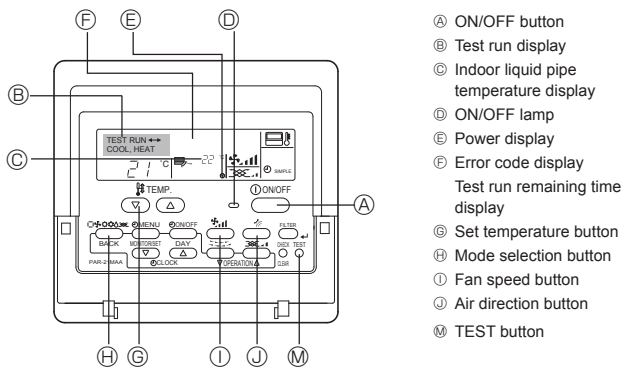 Ⓕ Ⓔ Ⓓ
Ⓑ
TEST RUN
COOL, HEAT
Ⓒ
21 °C 22 °C
SIMPLE
TEMP. ON/OFF
Ⓐ
MENU ON/OFF FILTER
BACK MONITOR/SET DAY CHECK TEST
PAR-21MAA CLOCK OPERATION CLEAR
Ⓗ Ⓖ Ⓘ Ⓙ Ⓜ
Ⓐ ON/OFF button
Ⓑ Test run display
Ⓒ Indoor liquid pipe
temperature display
Ⓓ ON/OFF lamp
Ⓔ Power display
Ⓕ Error code display
Test run remaining time
display
Ⓖ Set temperature button
Ⓗ Mode selection button
Ⓘ Fan speed button
Ⓙ Air direction button
Ⓜ TEST button